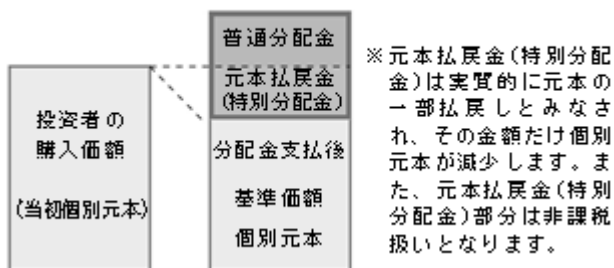 普通分配金
元本払戻金
(特別分配金)
投資者の
購入価額
(当初個別元本)
分配金支払後
基準価額
個別元本
※元本払戻金(特別分配
金)は実質的に元本の
一部払戻しとみなさ
れ、その金額だけ個別
元本が減少します。ま
た、元本払戻金(特別
分配金)部分は非課税
扱いとなります。